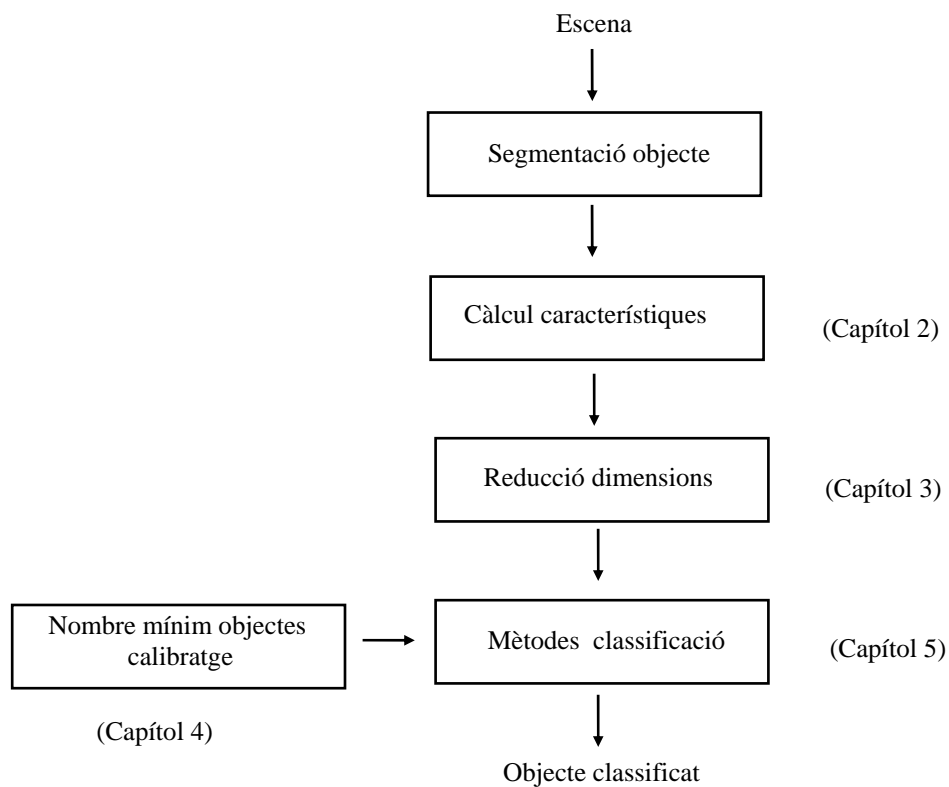 Escena
Segmentació objecte
Càlcul característiques
(Capítol 2)
Reducció dimensions
(Capítol 3)
Nombre mínim objectes
calibratge
Mètodes classificació
(Capítol 5)
(Capítol 4)
Objecte classificat